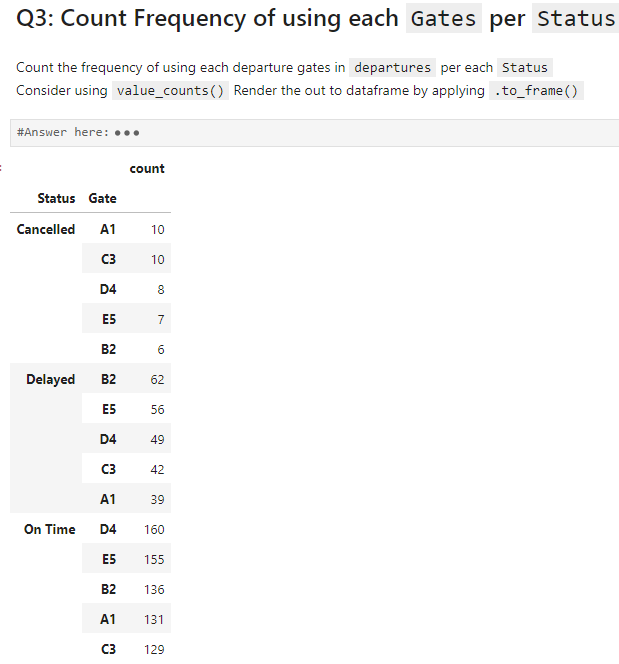 Q3: Count Frequency of using each Gates per Status
Count the frequency of using each departure gates in departures per each Status
Consider using value_counts() Render the out to dataframe by applying .to_frame()
#Answer here: •••
count
Status Gate
Cancelled A1 10
C3 10
D4 8
E5 7
B2 6
Delayed B2 62
E5 56
D4 49
C3 42
A1 39
On Time D4 160
E5 155
B2 136
A1 131
C3 129